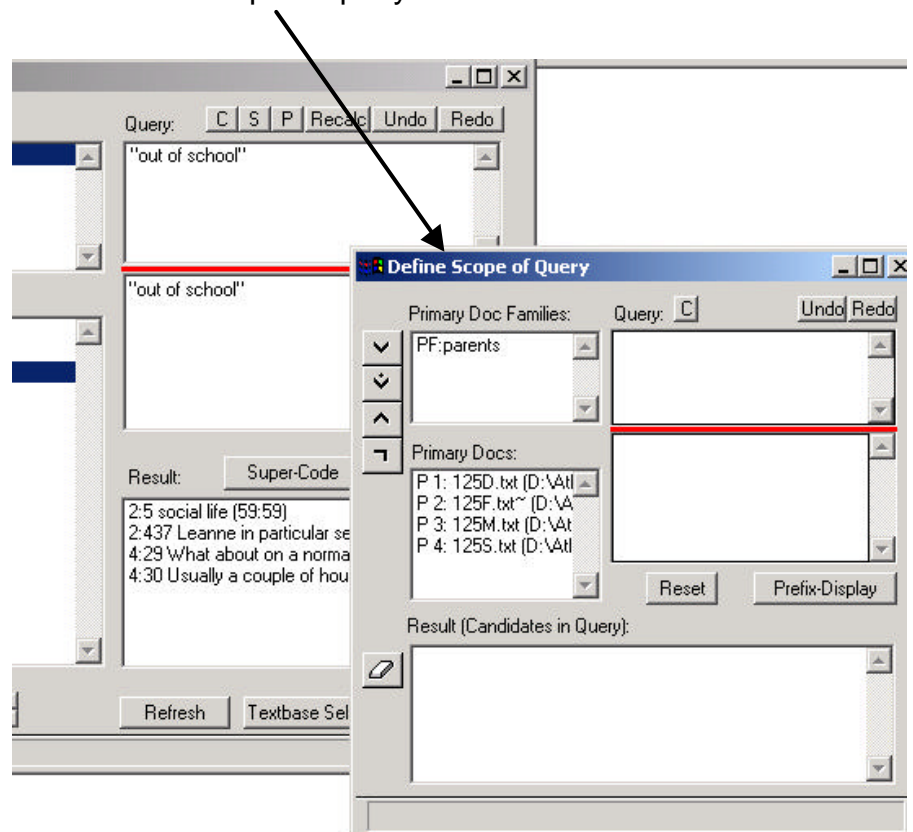 Query: C S P Recalc Undo Redo
"out of school"
"out of school"
Result: Super-Code
2:5 social life (59:59)
2:437 Leanne in particular se
4:29 What about on a norma
4:30 Usually a couple of hou
Refresh Textbase Sel
Define Scope of Query
Primary Doc Families: Query: C Undo Redo
PF:parents
Primary Docs:
P 1: 125D.txt (D:\Atl
P 2: 125F.txt~ (D:\A
P 3: 125M.txt (D:\At
P 4: 125S.txt (D:\Atl
Reset Prefix-Display
Result (Candidates in Query):